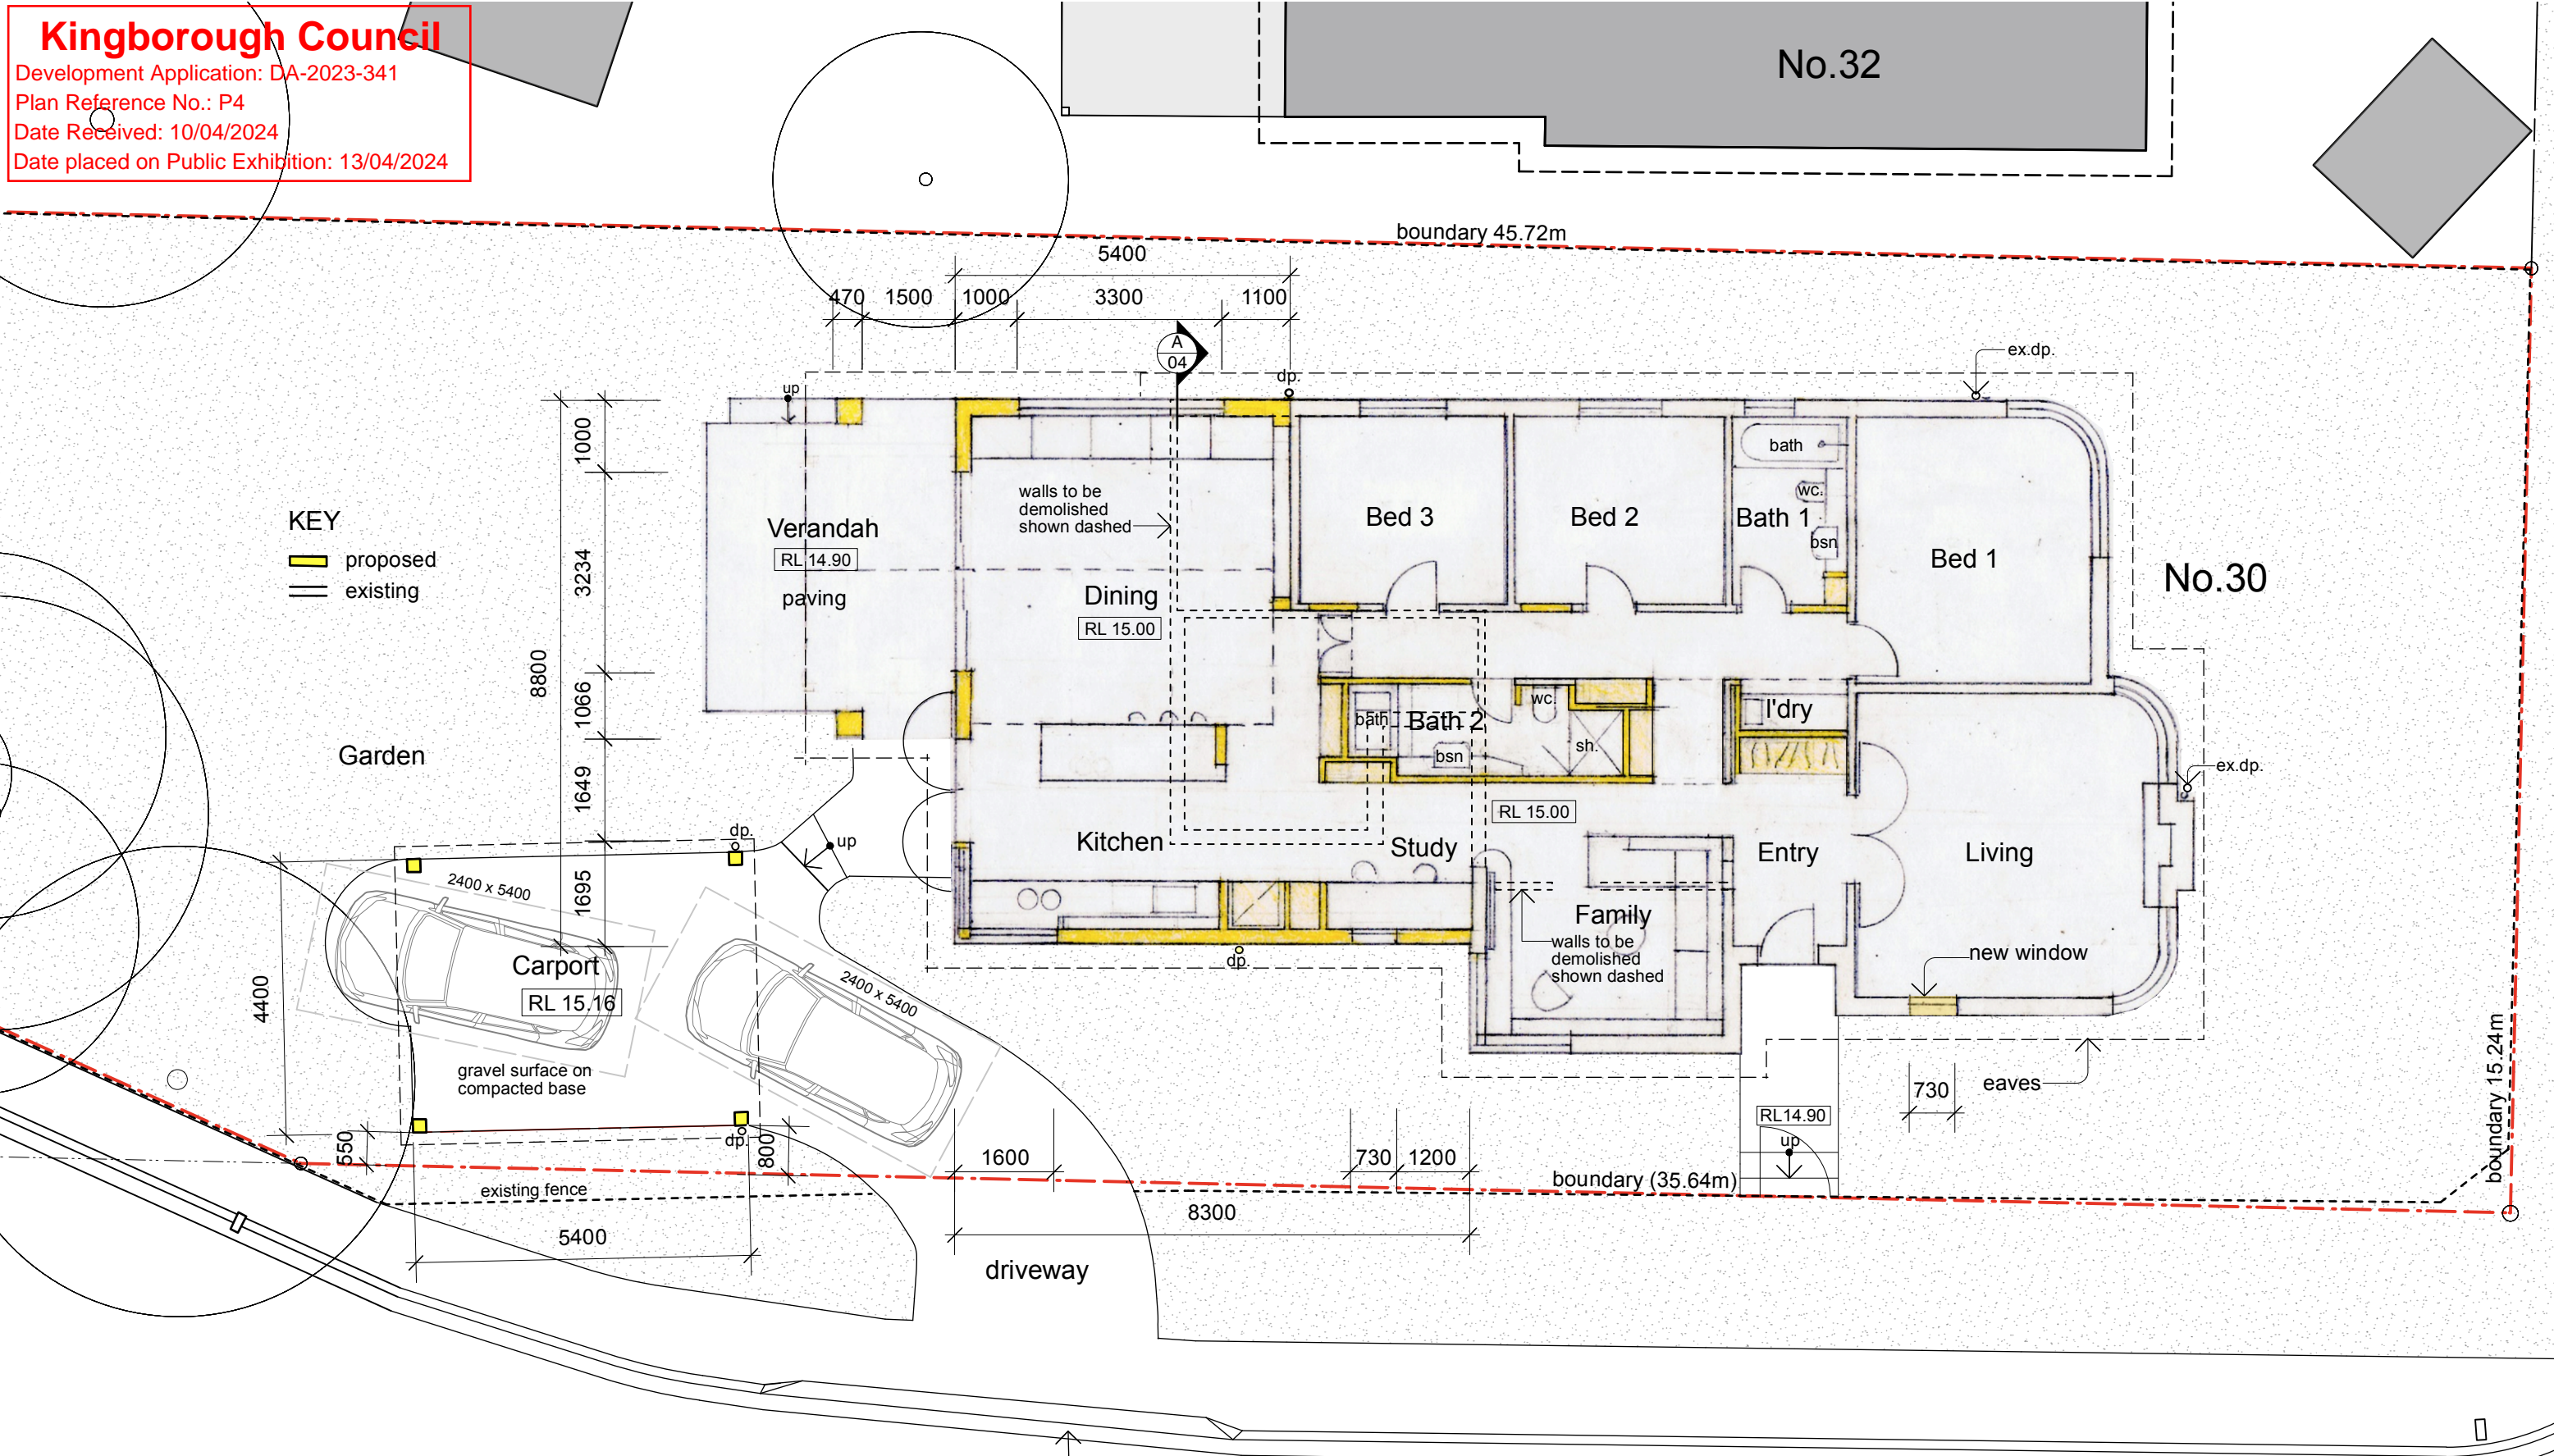 Kingborough Council
Development Application: DA-2023-341
Plan Reference No.: P4
Date Received: 10/04/2024
Date placed on Public Exhibition: 13/04/2024
No.32
boundary 45.72m
5400
470
1500
1000
3300
1100
A
04
ex.dp.
dp.
up
1000
bath
walls to be
demolished
shown dashed
wc.
KEY
proposed
existing
Verandah
RL 14.90
paving
Bed 3
Bed 2
Bath 1
bsn
Bed 1
No.30
3234
Dining
RL 15.00
8800
1066
bath
Bath 2
wc
bsn
sh.
l'dry
Garden
1649
ex.dp.
RL 15.00
dp.
up
Kitchen
Study
Entry
Living
2400 x 5400
1695
Family
walls to be
demolished
shown dashed
new window
dp.
Carport
RL 15.16
2400 x 5400
4400
gravel surface on
compacted base
eaves
730
boundary 15.24m
RL14.90
up
550
dp.
800
1600
730
1200
existing fence
boundary (35.64m)
8300
5400
driveway